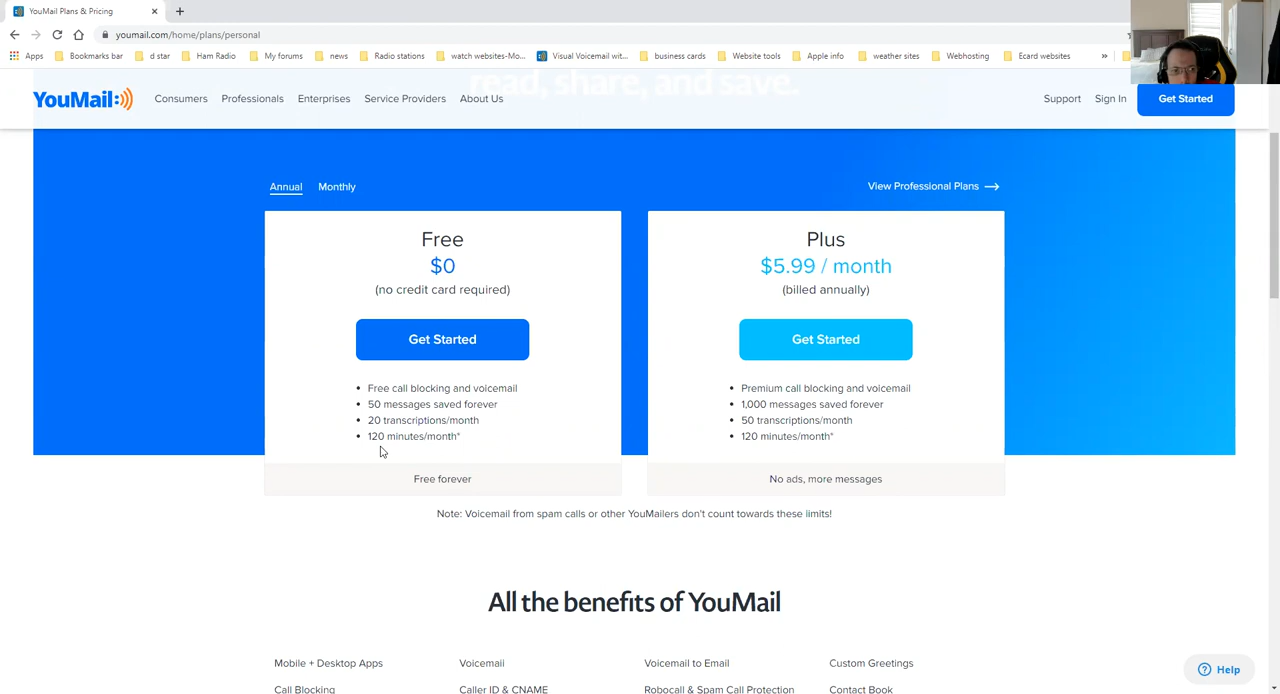 YouMail Plans & Pricing
youmail.com/home/plans/personal
Apps Bookmarks bar d star Ham Radio My forums news Radio stations watch websites-Mo... Visual Voicemail wit... business cards Website tools Apple info weather sites Webhosting Ecard websites »
read, share, and save.
YouMail Consumers Professionals Enterprises Service Providers About Us Support Sign In Get Started
Annual Monthly View Professional Plans →
Free
$0
(no credit card required)
Get Started
• Free call blocking and voicemail
• 50 messages saved forever
• 20 transcriptions/month
• 120 minutes/month*
Free forever
Plus
$5.99 / month
(billed annually)
Get Started
• Premium call blocking and voicemail
• 1,000 messages saved forever
• 50 transcriptions/month
• 120 minutes/month*
No ads, more messages
Note: Voicemail from spam calls or other YouMailers don't count towards these limits!
All the benefits of YouMail
Mobile + Desktop Apps Voicemail Voicemail to Email Custom Greetings
Call Blocking Caller ID & CNAME Robocall & Spam Call Protection Contact Book
Help